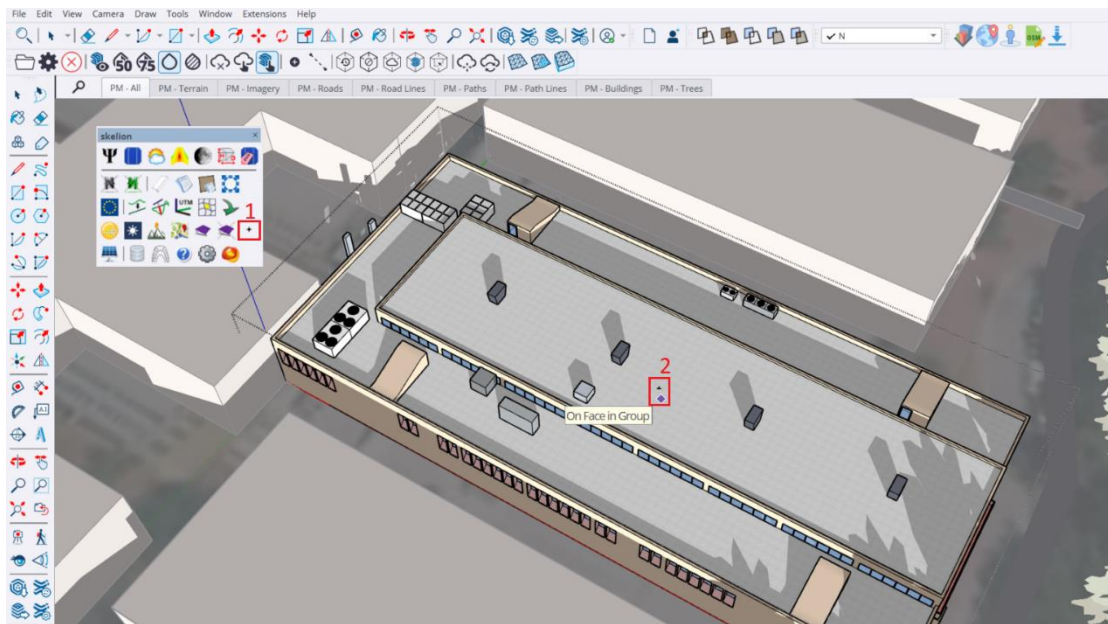 File Edit View Camera Draw Tools Window Extensions Help
N
PM - All PM - Terrain PM - Imagery PM - Roads PM - Road Lines PM - Paths PM - Path Lines PM - Buildings PM - Trees
skelion
UTM
1
2
On Face in Group